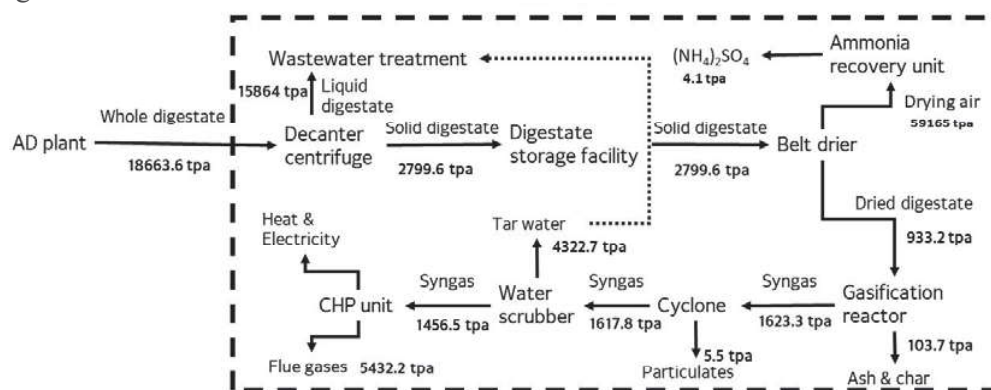 Wastewater treatment
(NH₄)₂SO₄
4.1 tpa
Ammonia
recovery unit
15864 tpa
Liquid
digestate
Drying air
59165 tpa
AD plant
Whole digestate
18663.6 tpa
Decanter
centrifuge
Solid digestate
2799.6 tpa
Digestate
storage facility
Solid digestate
2799.6 tpa
Belt drier
Dried digestate
933.2 tpa
Heat &
Electricity
Tar water
4322.7 tpa
CHP unit
Syngas
1456.5 tpa
Water
scrubber
Syngas
1617.8 tpa
Cyclone
Syngas
1623.3 tpa
Gasification
reactor
Flue gases
5432.2 tpa
5.5 tpa
Particulates
103.7 tpa
Ash & char